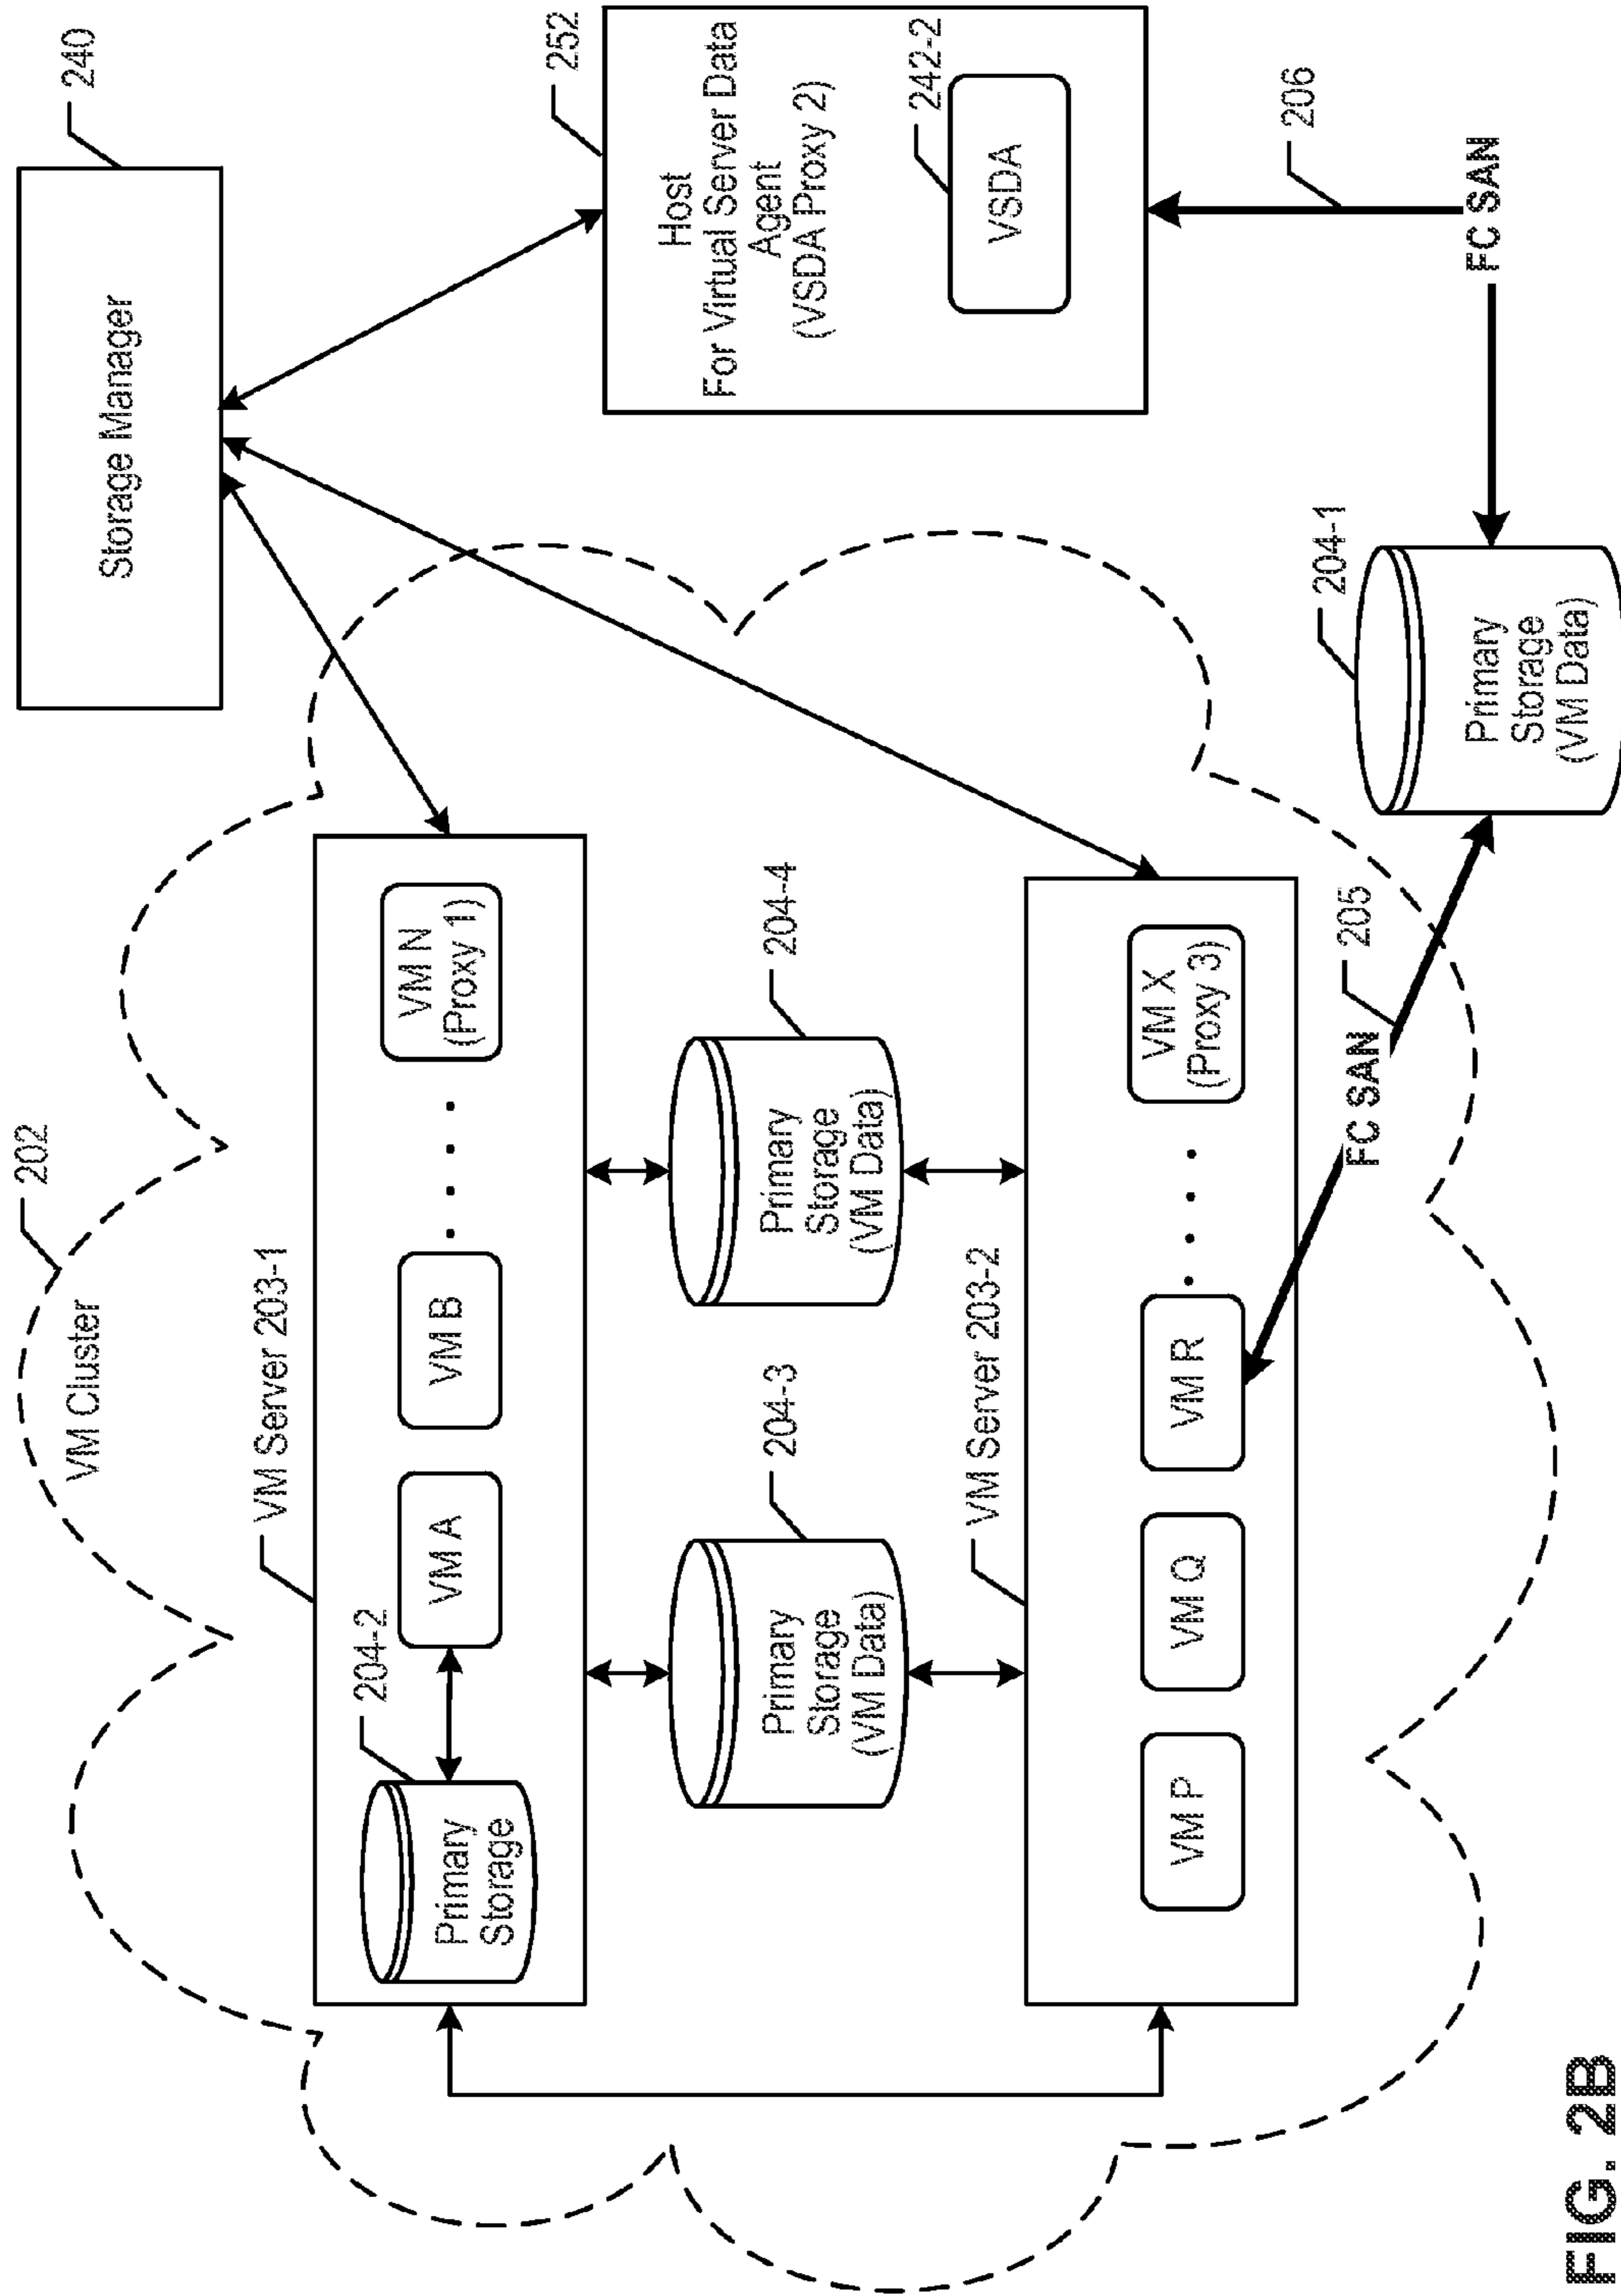 202
VM Cluster
240
Storage Manager
VM Server 203-1
204-2
Primary
Storage
VM A
VM B
VM N
(Proxy 1)
252
Host
For Virtual Server Data
Agent
(VSDA Proxy 2)
242-2
VSDA
204-3
Primary
Storage
(VM Data)
204-4
Primary
Storage
(VM Data)
VM Server 203-2
VM P
VM Q
VM R
VM X
(Proxy 3)
FC SAN
205
204-1
Primary
Storage
(VM Data)
206
FC SAN
FIG. 2B